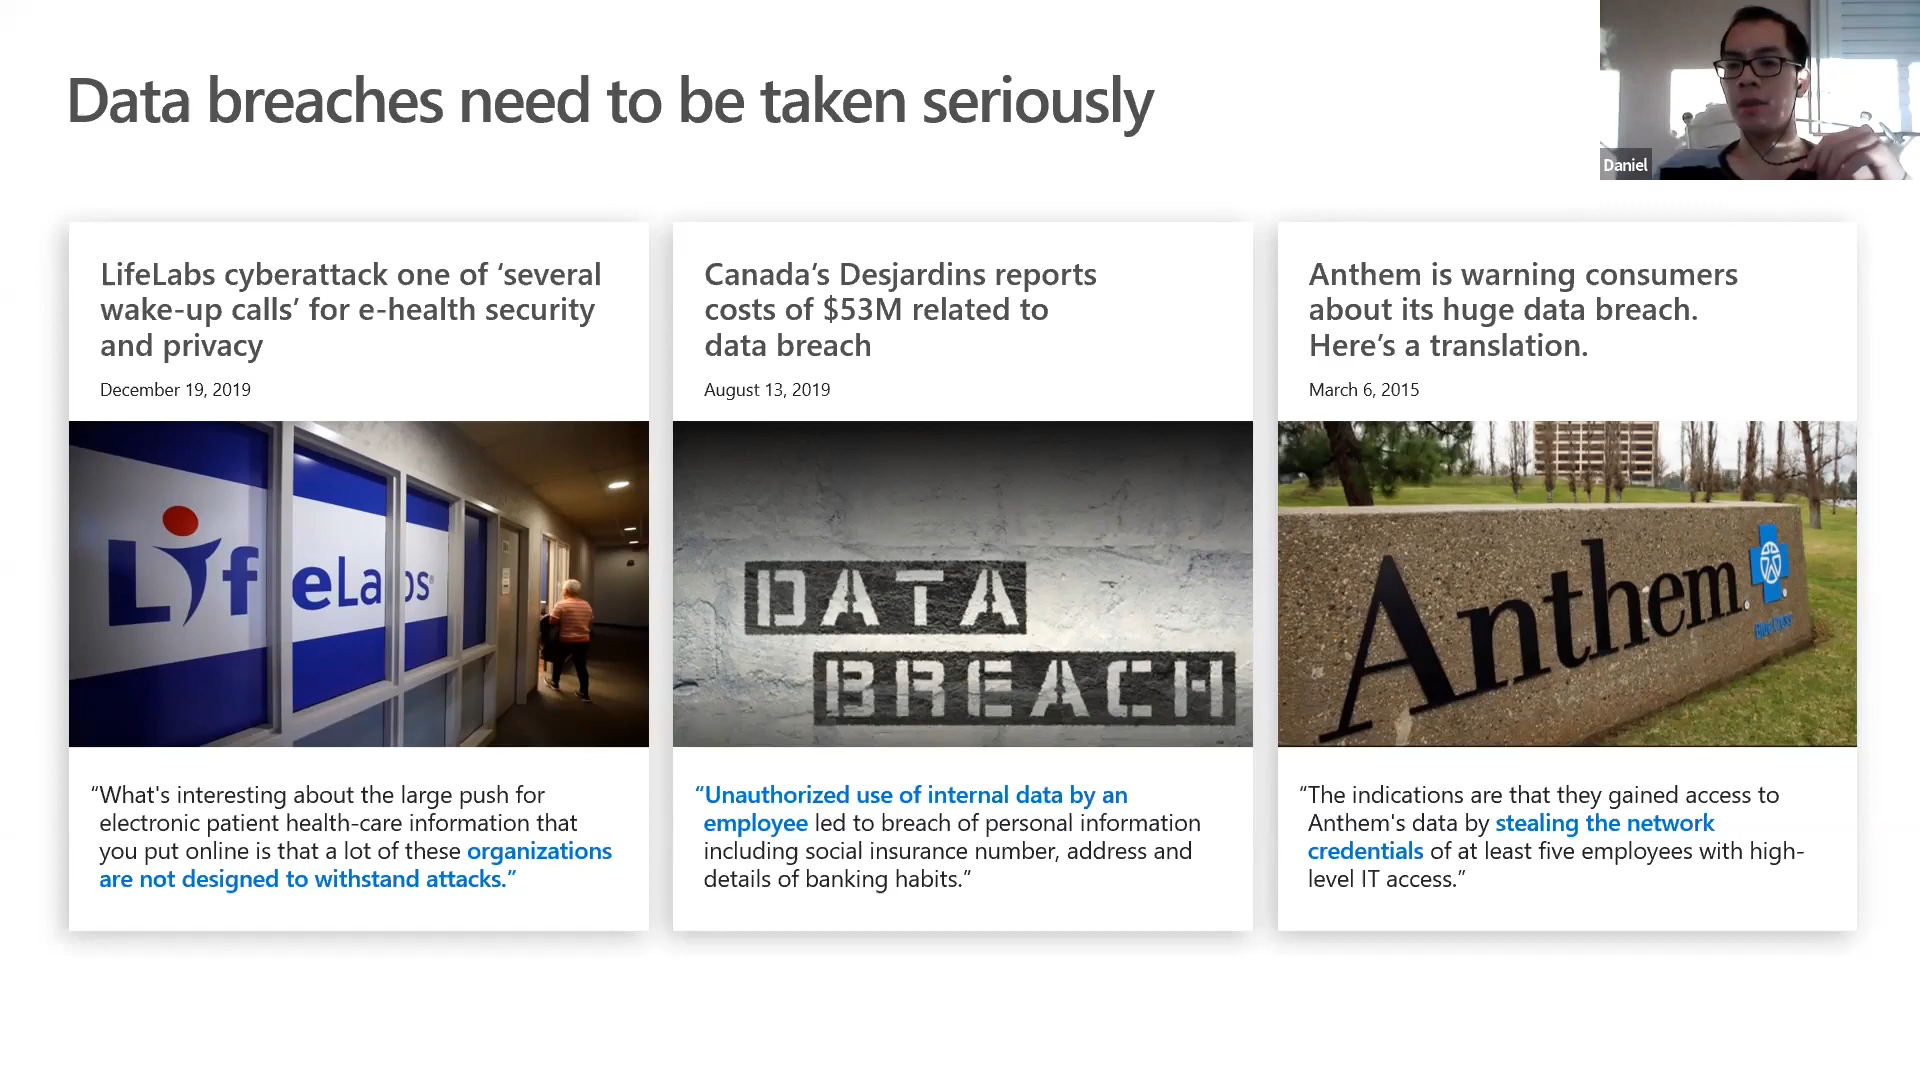 Data breaches need to be taken seriously
Daniel
LifeLabs cyberattack one of ‘several
wake-up calls’ for e-health security
and privacy
December 19, 2019
LifeLabs
“What's interesting about the large push for
electronic patient health-care information that
you put online is that a lot of these organizations
are not designed to withstand attacks.”
Canada’s Desjardins reports
costs of $53M related to
data breach
August 13, 2019
DATA
BREACH
“Unauthorized use of internal data by an
employee led to breach of personal information
including social insurance number, address and
details of banking habits.”
Anthem is warning consumers
about its huge data breach.
Here’s a translation.
March 6, 2015
Anthem
Blue Cross
“The indications are that they gained access to
Anthem's data by stealing the network
credentials of at least five employees with high-
level IT access.”